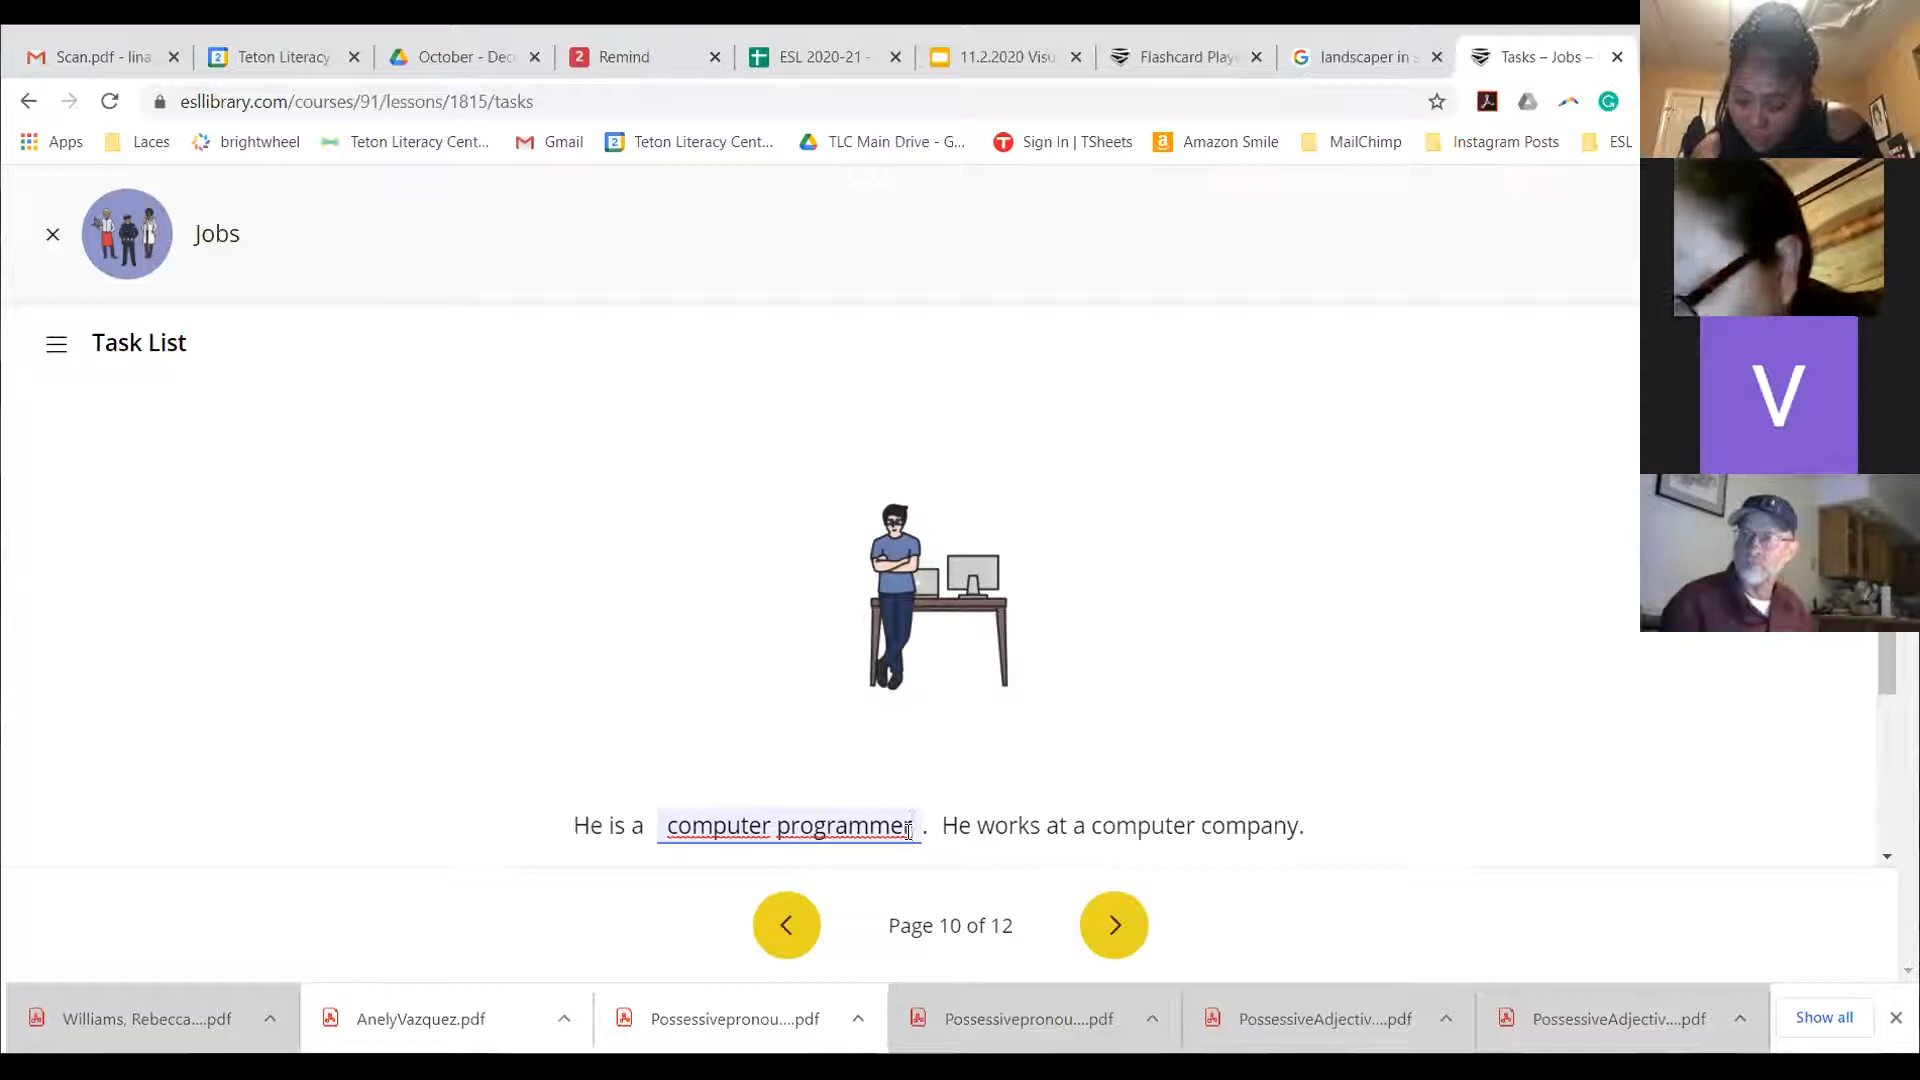 Scan.pdf - lina
Teton Literacy
October - Dec
2 Remind
ESL 2020-21 -
11.2.2020 Visu
Flashcard Play
landscaper in s
Tasks – Jobs –
esllibrary.com/courses/91/lessons/1815/tasks
Apps
Laces
brightwheel
Teton Literacy Cent...
Gmail
Teton Literacy Cent...
TLC Main Drive - G...
Sign In | TSheets
Amazon Smile
MailChimp
Instagram Posts
ESL
Jobs
Task List
V
He is a computer programmer. He works at a computer company.
Page 10 of 12
Williams, Rebecca....pdf
AnelyVazquez.pdf
Possessivepronou....pdf
Possessivepronou....pdf
PossessiveAdjectiv....pdf
PossessiveAdjectiv....pdf
Show all